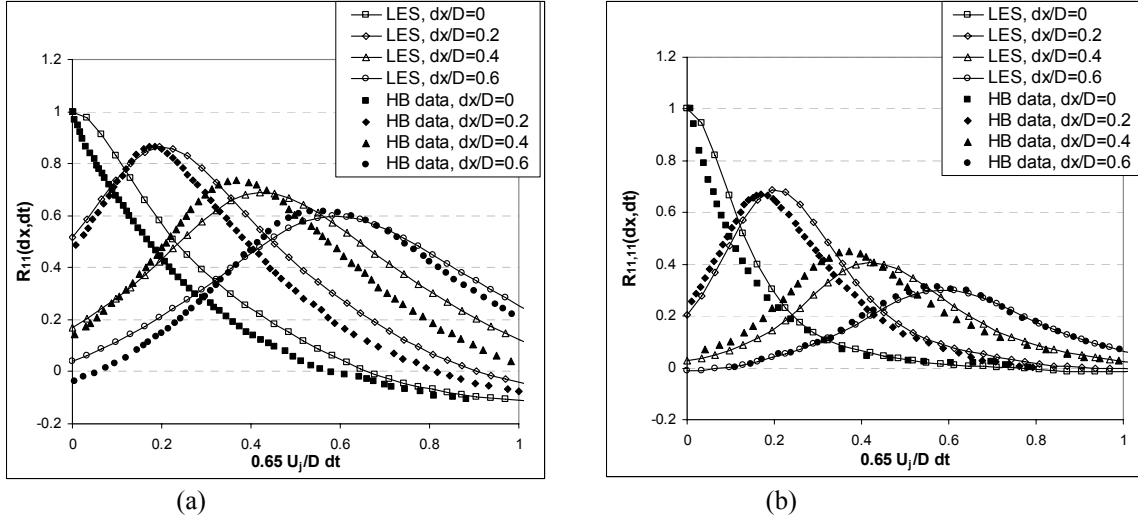 LES, dx/D=0
LES, dx/D=0.2
LES, dx/D=0.4
LES, dx/D=0.6
HB data, dx/D=0
HB data, dx/D=0.2
HB data, dx/D=0.4
HB data, dx/D=0.6
1.2
1
0.8
0.6
0.4
0.2
0
-0.2
R11(dx,dt)
0 0.2 0.4 0.6 0.8 1
0.65 Uj/D dt
(a)
LES, dx/D=0
LES, dx/D=0.2
LES, dx/D=0.4
LES, dx/D=0.6
HB data, dx/D=0
HB data, dx/D=0.2
HB data, dx/D=0.4
HB data, dx/D=0.6
1.2
1
0.8
0.6
0.4
0.2
0
-0.2
R11,11(dx,dt)
0 0.2 0.4 0.6 0.8 1
0.65 Uj/D dt
(b)